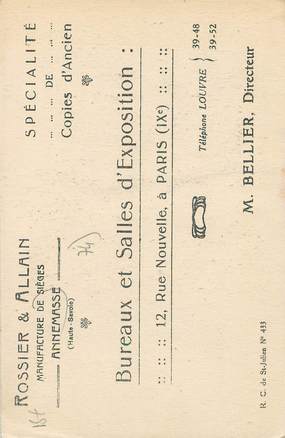 ROSSIER & ALLAIN
MANUFACTURE DE SIÈGES
ANNEMASSE
(Haute-Savoie)
74
SPÉCIALITÉ
... ... DE ... ...
Copies d'Ancien
Bureaux et Salles d'Exposition :
:: :: :: 12, Rue Nouvelle, à PARIS (IXᵉ) :: :: ::
Téléphone LOUVRE } 39-48
39-52
M. BELLIER, Directeur
R. C. de St-Julien N° 433